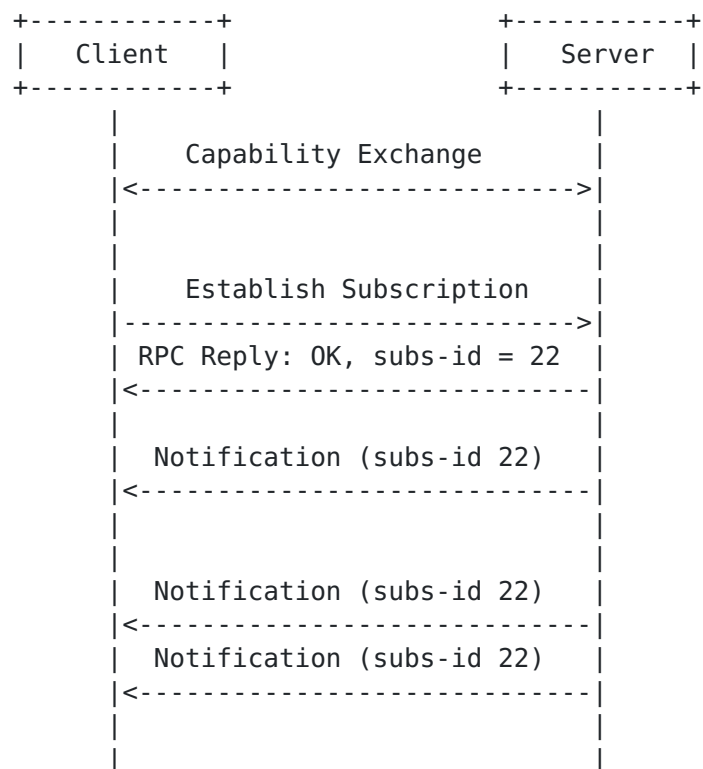 +------------+                 +-----------+
|   Client   |                 |   Server  |
+------------+                 +-----------+
      |                              |
      |    Capability Exchange       |
      |<---------------------------->|
      |                              |
      |                              |
      |    Establish Subscription    |
      |----------------------------->|
      | RPC Reply: OK, subs-id = 22  |
      |<-----------------------------|
      |                              |
      |  Notification (subs-id 22)   |
      |<-----------------------------|
      |                              |
      |                              |
      |  Notification (subs-id 22)   |
      |<-----------------------------|
      |  Notification (subs-id 22)   |
      |<-----------------------------|
      |                              |
      |                              |